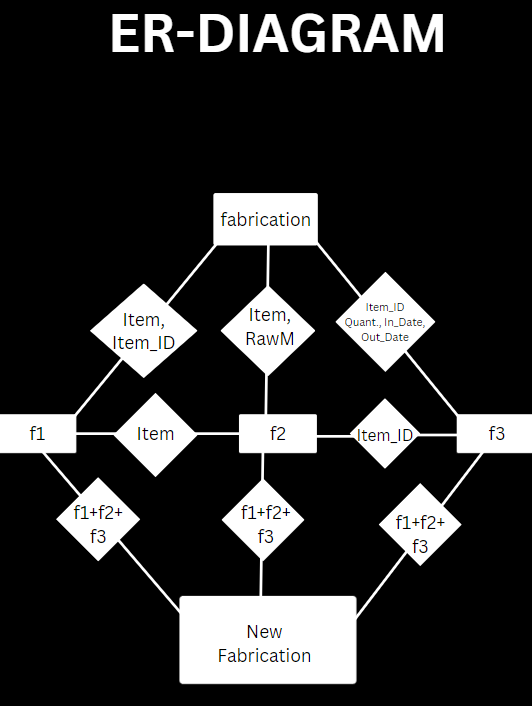 ER-DIAGRAM
fabrication
Item,
Item_ID
Item,
RawM
Item_ID
Quant., In_Date,
Out_Date
f1
Item
f2
Item_ID
f3
f1+f2+
f3
f1+f2+
f3
f1+f2+
f3
New
Fabrication